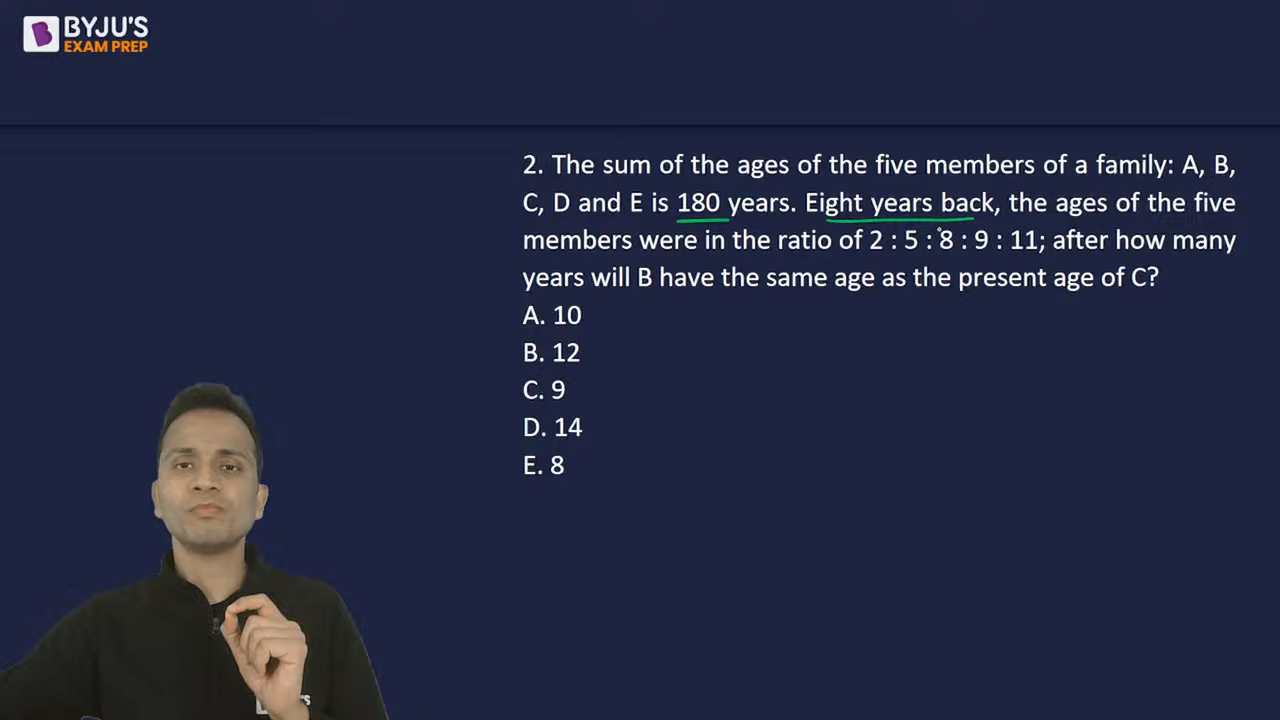 BYJU'S
EXAM PREP
2. The sum of the ages of the five members of a family: A, B,
C, D and E is 180 years. Eight years back, the ages of the five
members were in the ratio of 2 : 5 : 8 : 9 : 11; after how many
years will B have the same age as the present age of C?
A. 10
B. 12
C. 9
D. 14
E. 8